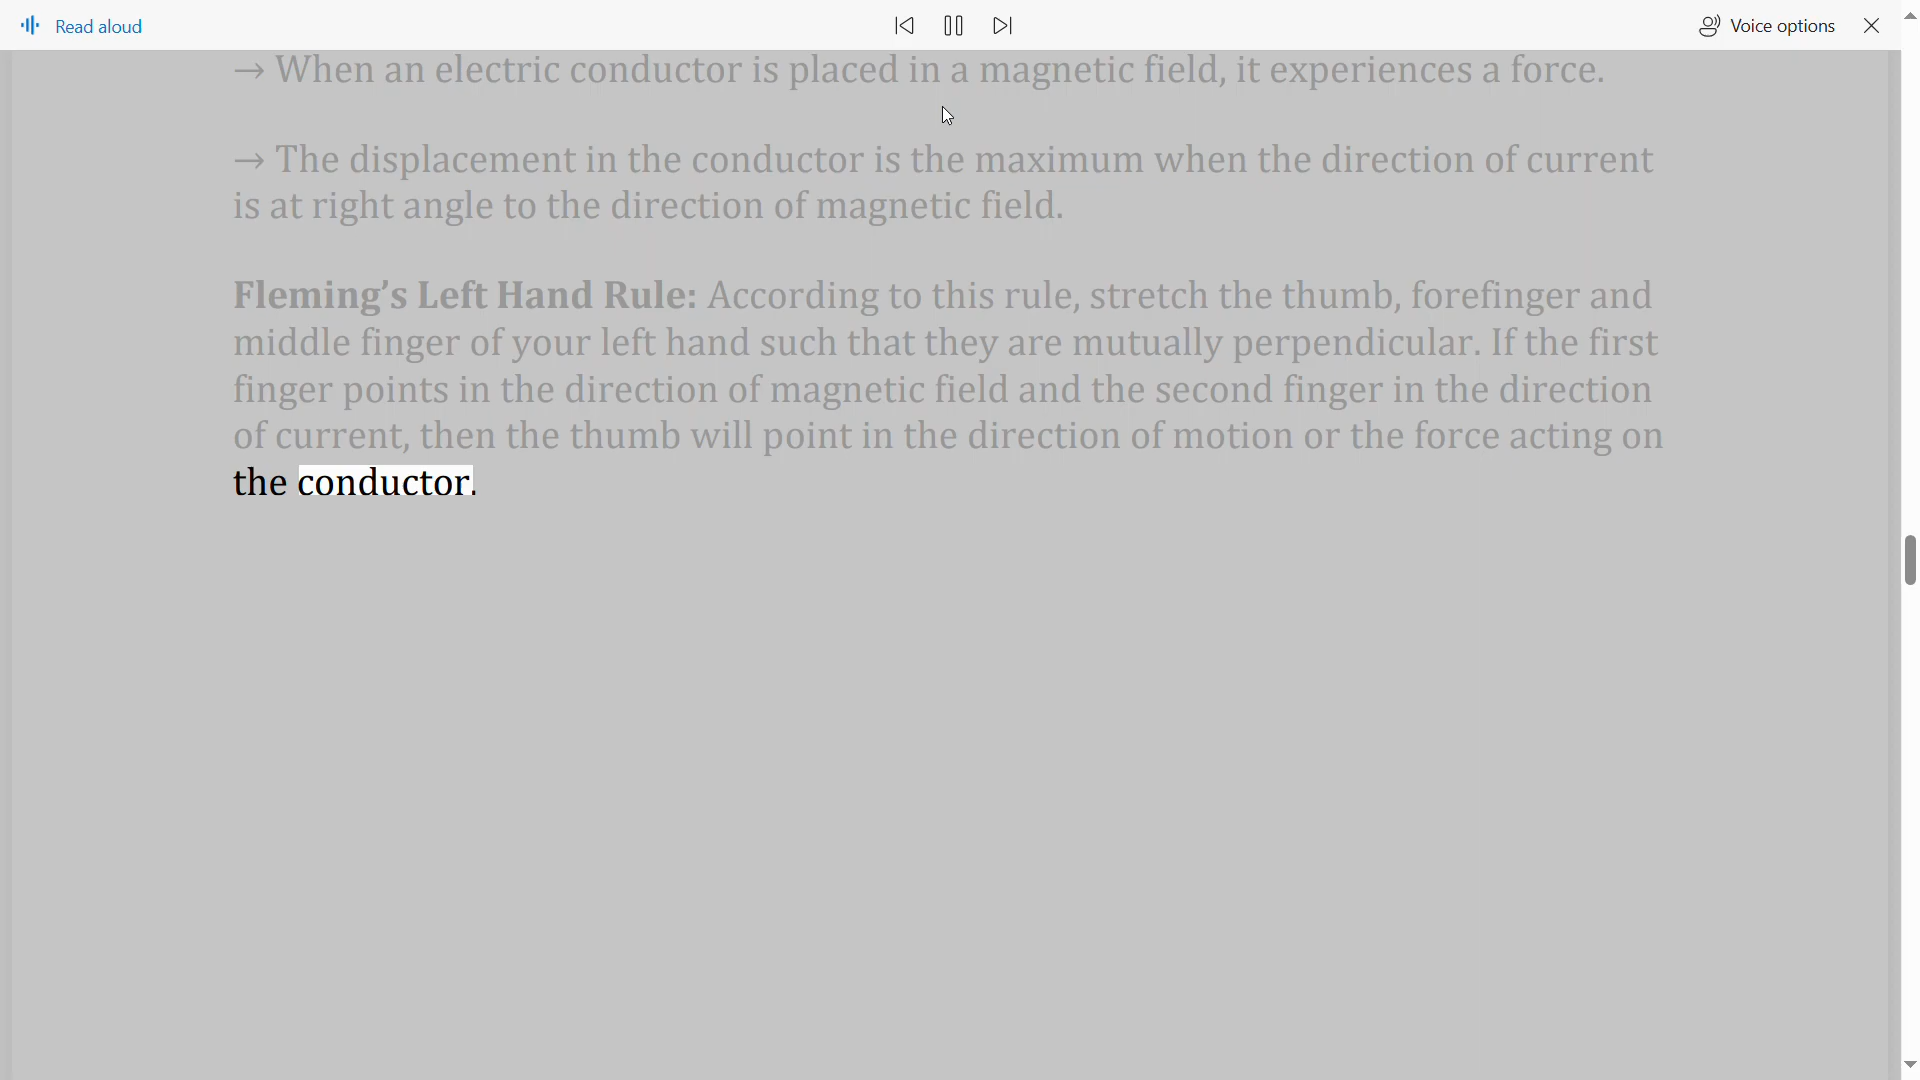 Read aloud
Voice options
→ When an electric conductor is placed in a magnetic field, it experiences a force.
→ The displacement in the conductor is the maximum when the direction of current
is at right angle to the direction of magnetic field.
Fleming’s Left Hand Rule: According to this rule, stretch the thumb, forefinger and
middle finger of your left hand such that they are mutually perpendicular. If the first
finger points in the direction of magnetic field and the second finger in the direction
of current, then the thumb will point in the direction of motion or the force acting on
the conductor.